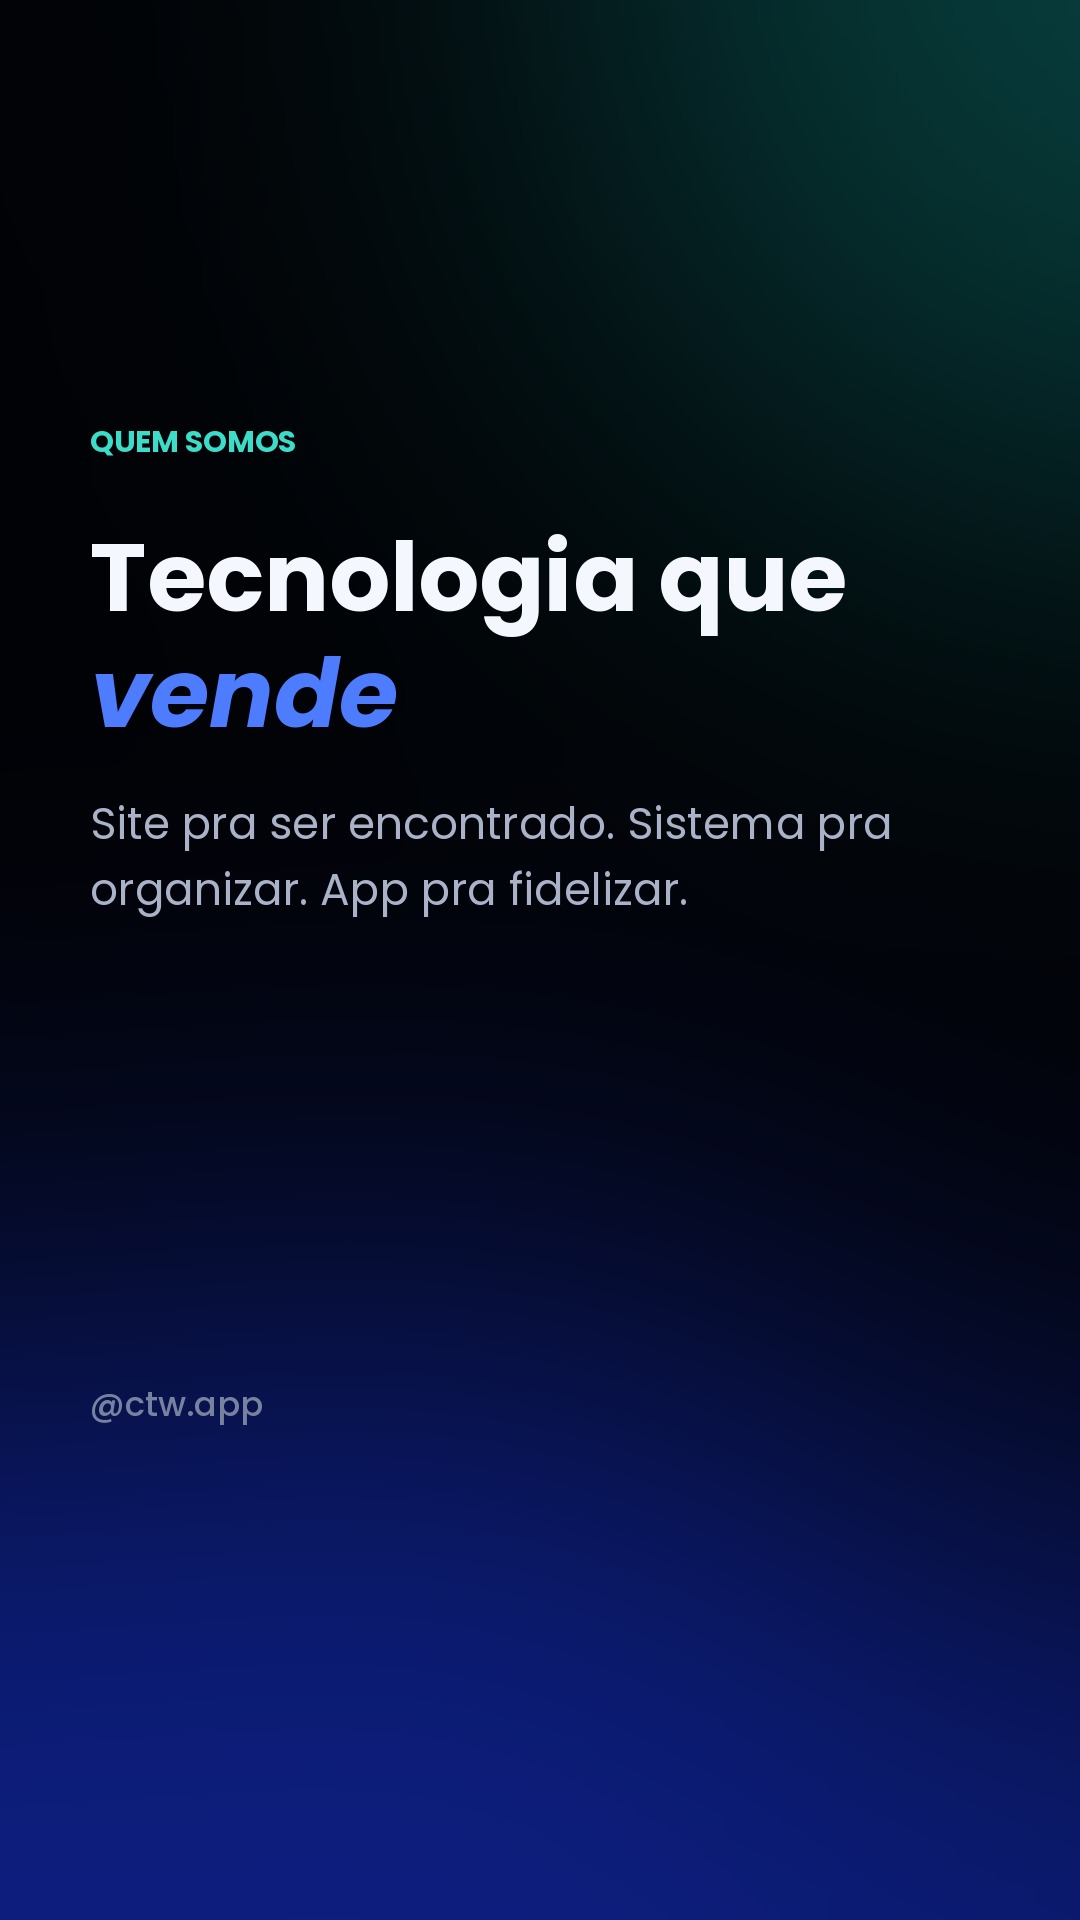 QUEM SOMOS
Tecnologia que
vende
Site pra ser encontrado. Sistema pra
organizar. App pra fidelizar.
@ctw.app